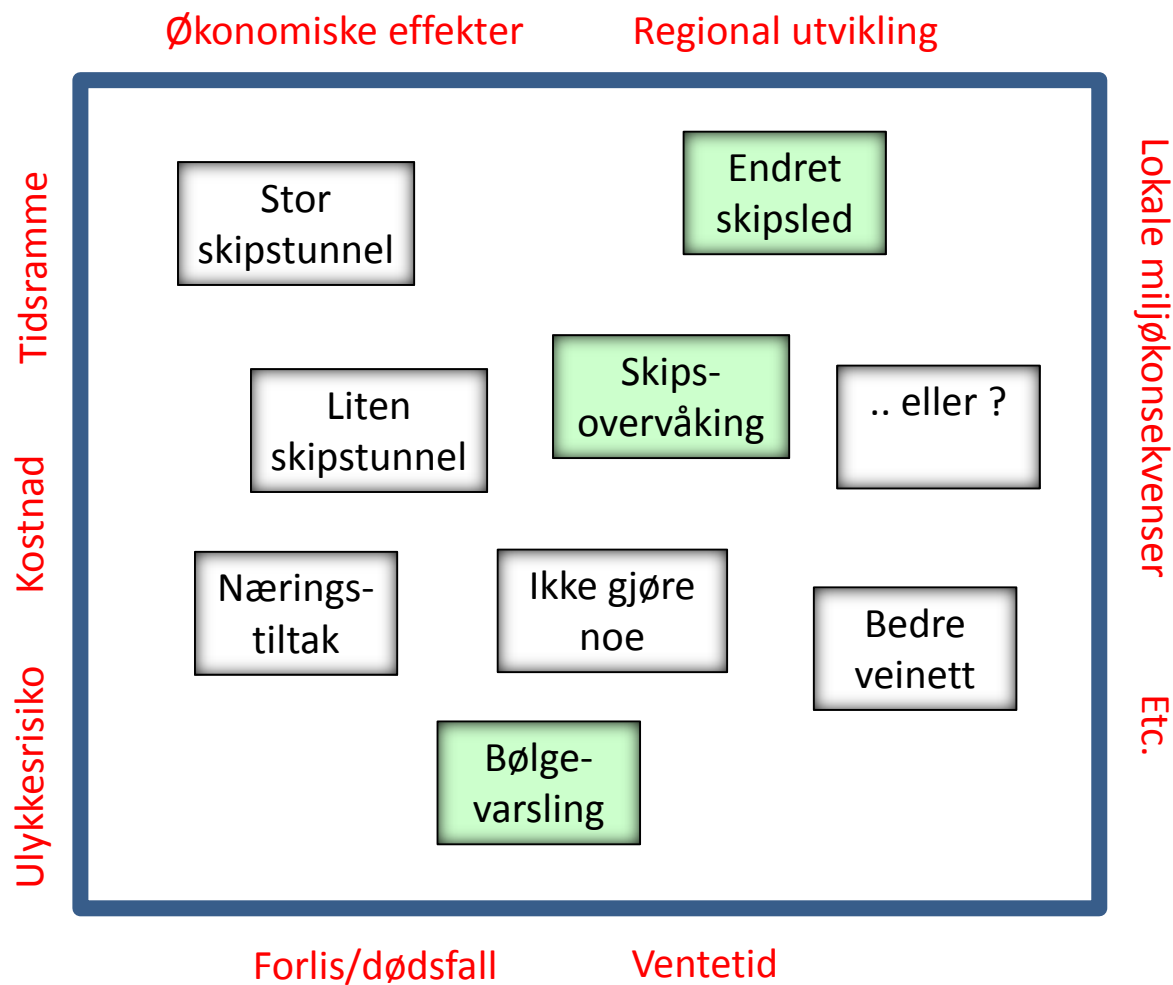 Økonomiske effekter
Regional utvikling
Tidsramme
Kostnad
Ulykkesrisiko
Stor
skipstunnel
Endret
skipsled
Liten
skipstunnel
Skips-
overvåking
.. eller ?
Nærings-
tiltak
Ikke gjøre
noe
Bedre
veinett
Bølge-
varsling
Lokale miljøkonsekvenser
Etc.
Forlis/dødsfall
Ventetid